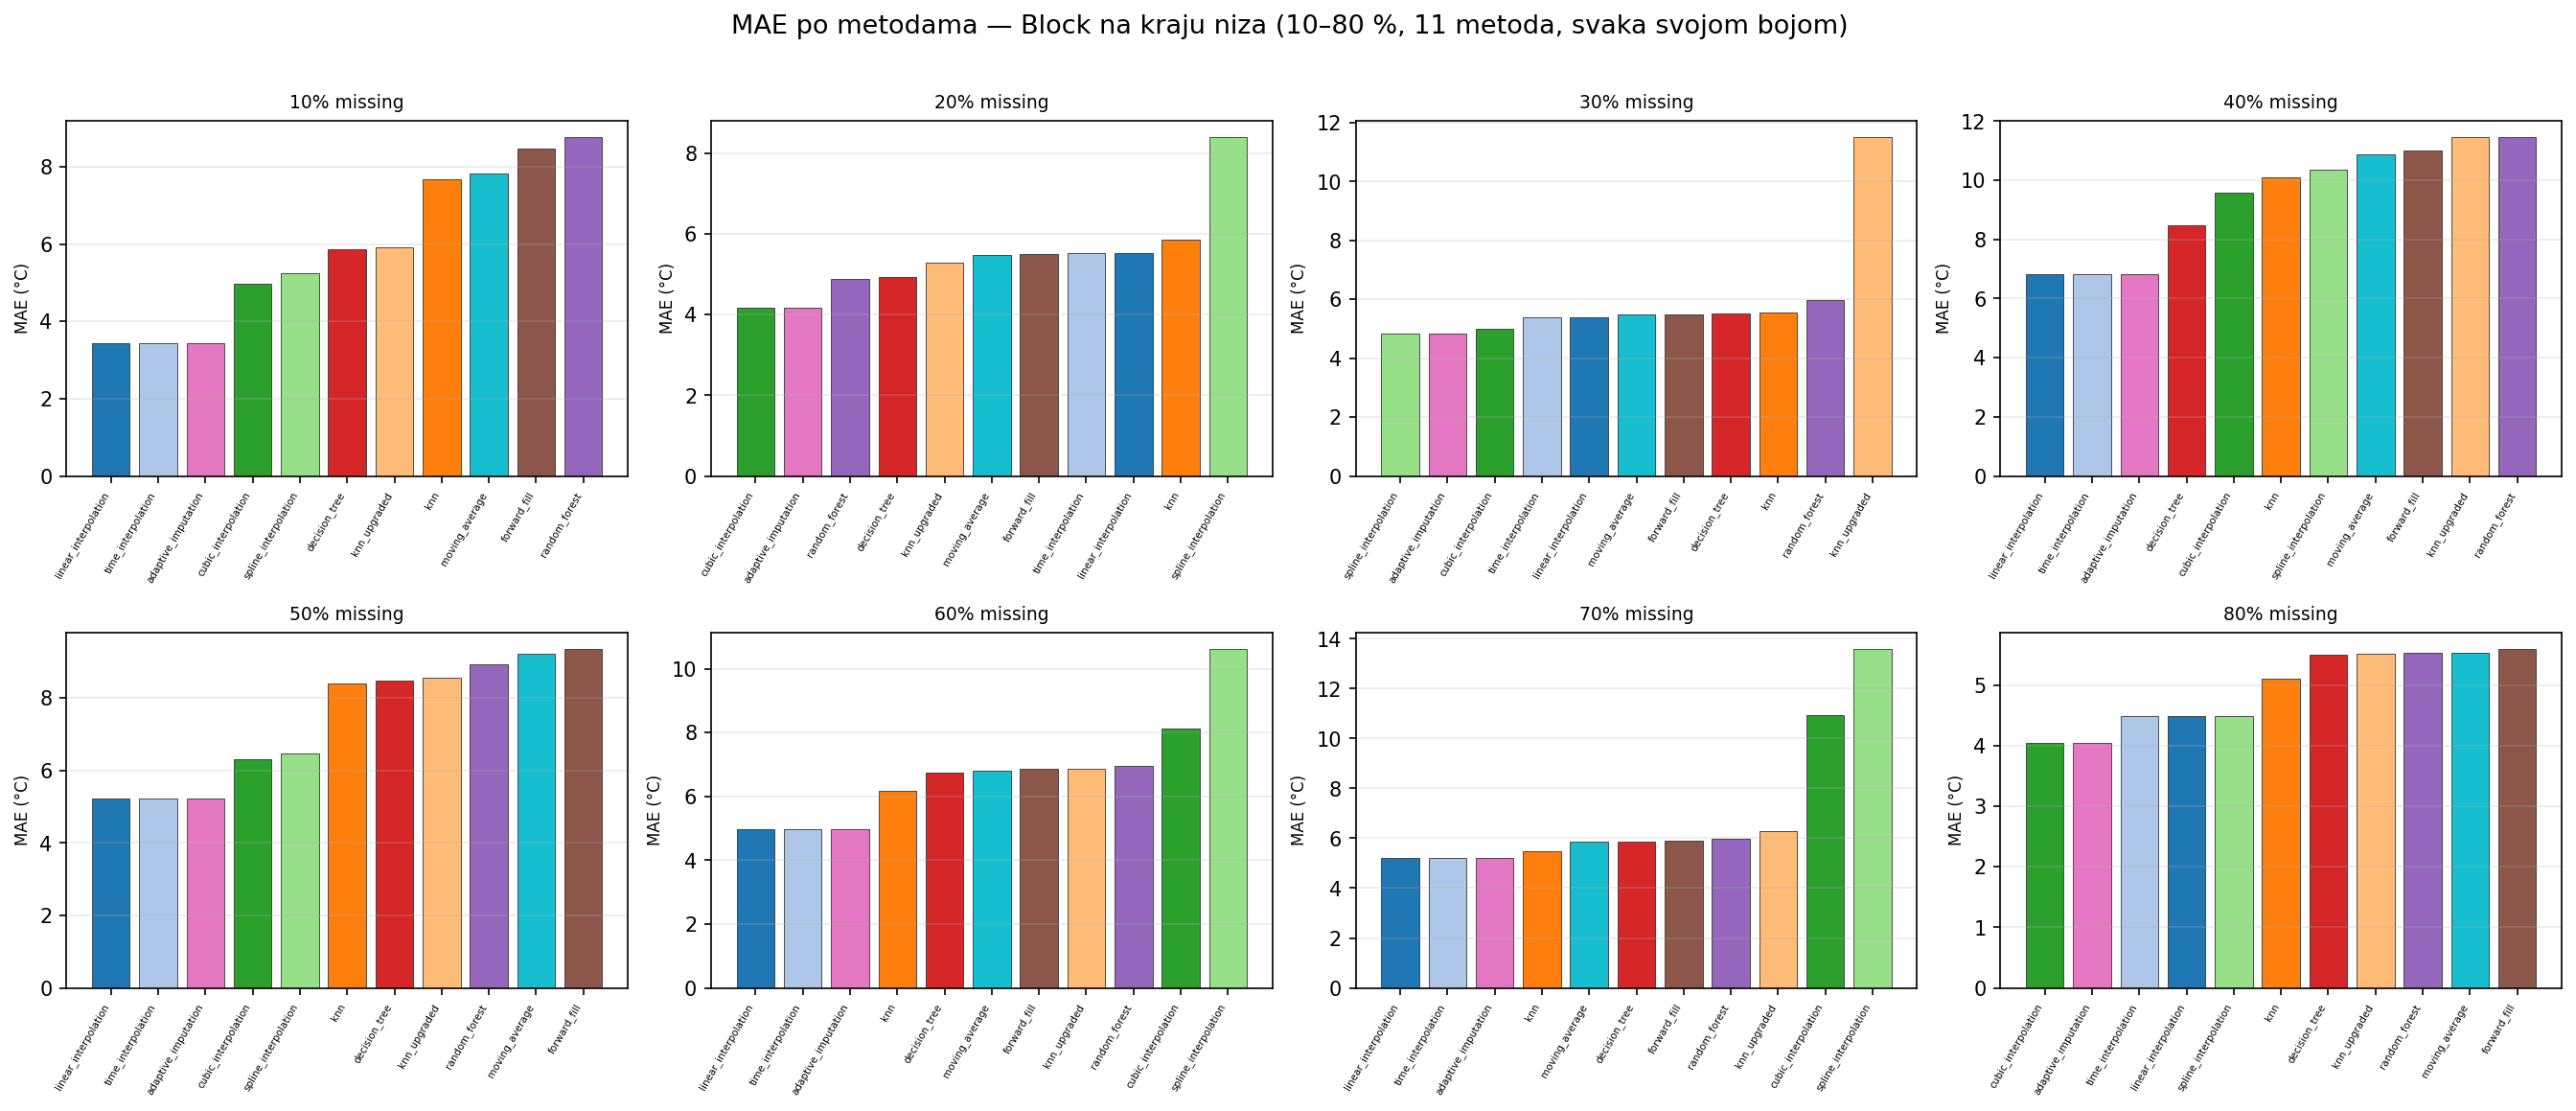 MAE po metodama — Block na kraju niza (10–80 %, 11 metoda, svaka svojom bojom)
10% missing
MAE (°C)
8
6
4
2
0
linear_interpolation
time_interpolation
adaptive_imputation
cubic_interpolation
spline_interpolation
decision_tree
knn_upgraded
knn
moving_average
forward_fill
random_forest
20% missing
MAE (°C)
8
6
4
2
0
cubic_interpolation
adaptive_imputation
random_forest
decision_tree
knn_upgraded
moving_average
forward_fill
time_interpolation
linear_interpolation
knn
spline_interpolation
30% missing
MAE (°C)
12
10
8
6
4
2
0
spline_interpolation
adaptive_imputation
cubic_interpolation
time_interpolation
linear_interpolation
moving_average
forward_fill
decision_tree
knn
random_forest
knn_upgraded
40% missing
MAE (°C)
12
10
8
6
4
2
0
linear_interpolation
time_interpolation
adaptive_imputation
decision_tree
cubic_interpolation
knn
spline_interpolation
moving_average
forward_fill
knn_upgraded
random_forest
50% missing
MAE (°C)
8
6
4
2
0
linear_interpolation
time_interpolation
adaptive_imputation
cubic_interpolation
spline_interpolation
knn
decision_tree
knn_upgraded
random_forest
moving_average
forward_fill
60% missing
MAE (°C)
10
8
6
4
2
0
linear_interpolation
time_interpolation
adaptive_imputation
knn
decision_tree
moving_average
forward_fill
knn_upgraded
random_forest
cubic_interpolation
spline_interpolation
70% missing
MAE (°C)
14
12
10
8
6
4
2
0
linear_interpolation
time_interpolation
adaptive_imputation
knn
moving_average
decision_tree
forward_fill
random_forest
knn_upgraded
cubic_interpolation
spline_interpolation
80% missing
MAE (°C)
5
4
3
2
1
0
cubic_interpolation
adaptive_imputation
time_interpolation
linear_interpolation
spline_interpolation
knn
decision_tree
knn_upgraded
random_forest
moving_average
forward_fill